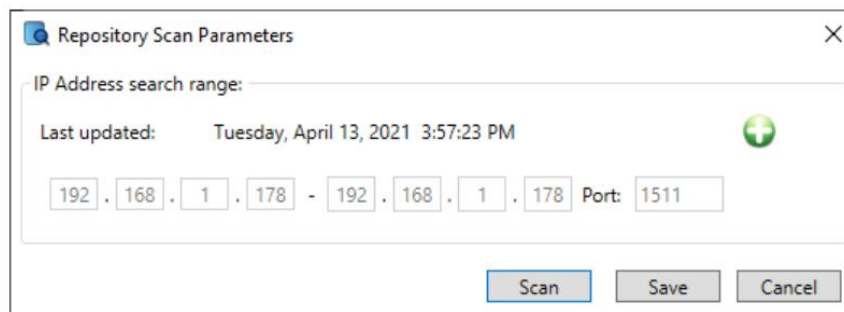 Repository Scan Parameters
IP Address search range:
Last updated: Tuesday, April 13, 2021 3:57:23 PM
192 . 168 . 1 . 178 - 192 . 168 . 1 . 178 Port: 1511
Scan Save Cancel